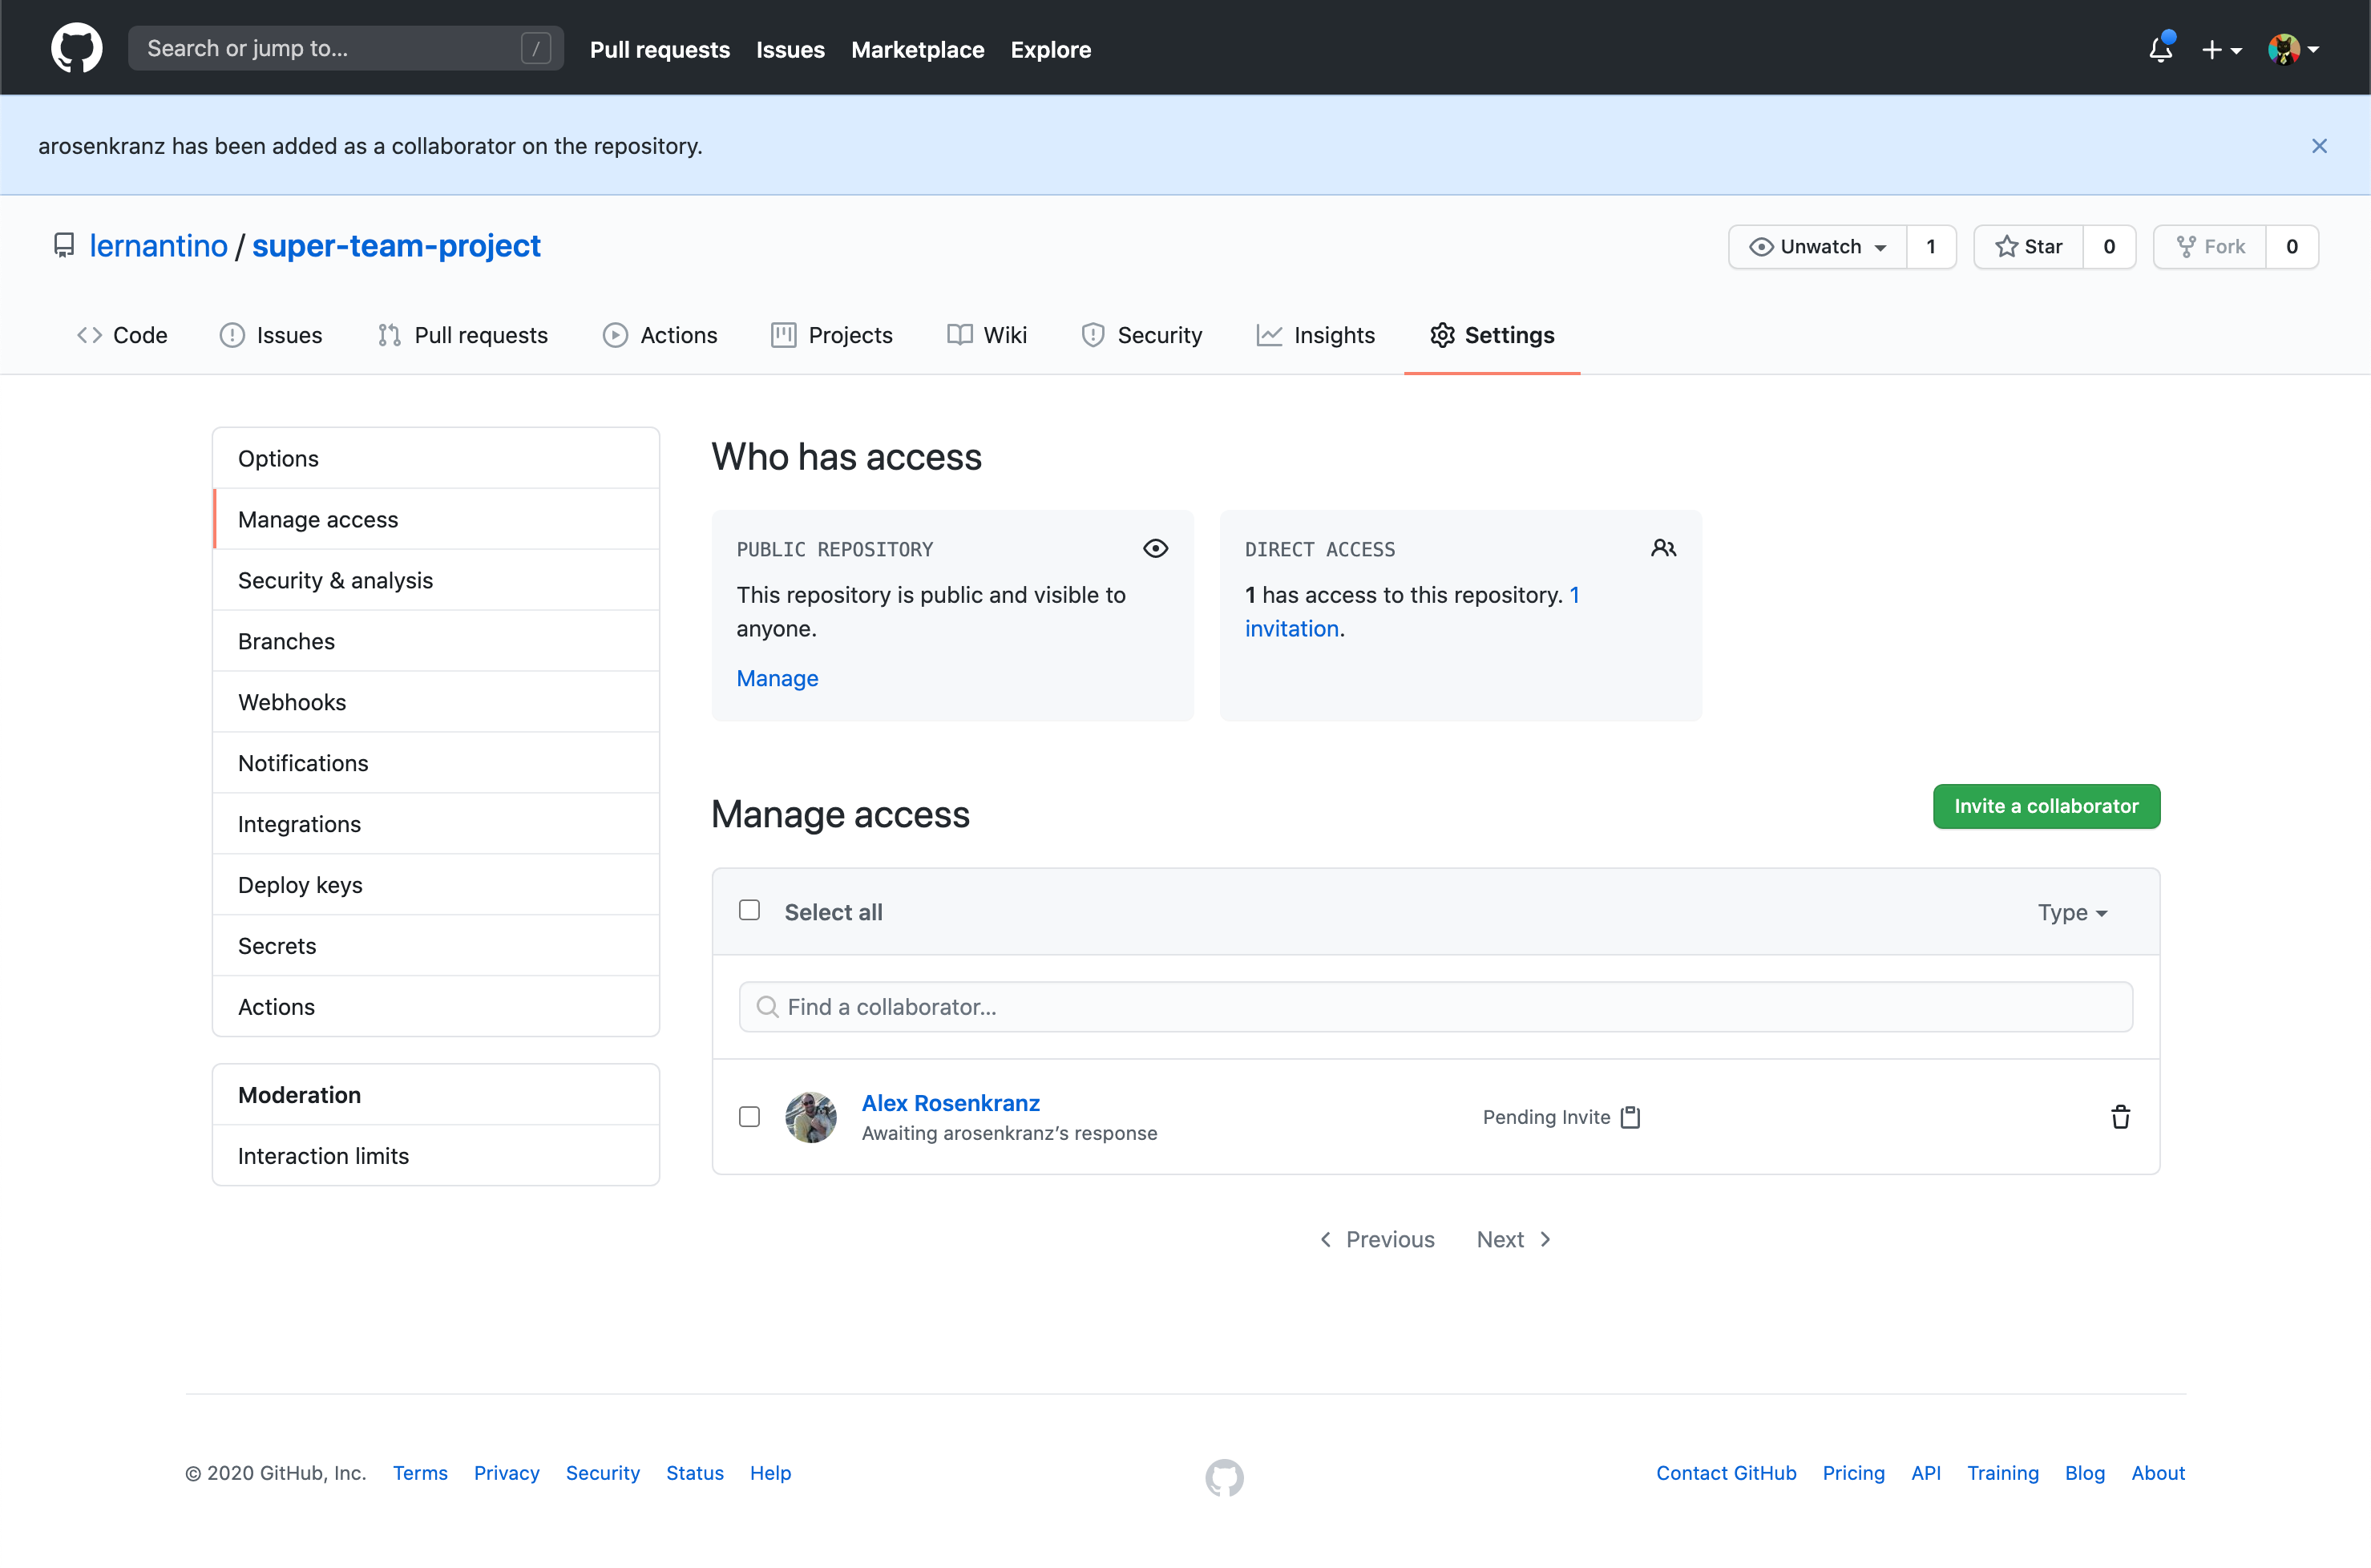 Search or jump to... / Pull requests Issues Marketplace Explore
arosenkranz has been added as a collaborator on the repository.
lernantino / super-team-project Unwatch 1 Star 0 Fork 0
Code Issues Pull requests Actions Projects Wiki Security Insights Settings
Options
Manage access
Security & analysis
Branches
Webhooks
Notifications
Integrations
Deploy keys
Secrets
Actions
Moderation
Interaction limits
Who has access
PUBLIC REPOSITORY
This repository is public and visible to
anyone.
Manage
DIRECT ACCESS
1 has access to this repository. 1
invitation.
Manage access
Invite a collaborator
Select all Type
Find a collaborator...
Alex Rosenkranz
Awaiting arosenkranz’s response
Pending Invite
Previous Next
© 2020 GitHub, Inc. Terms Privacy Security Status Help Contact GitHub Pricing API Training Blog About